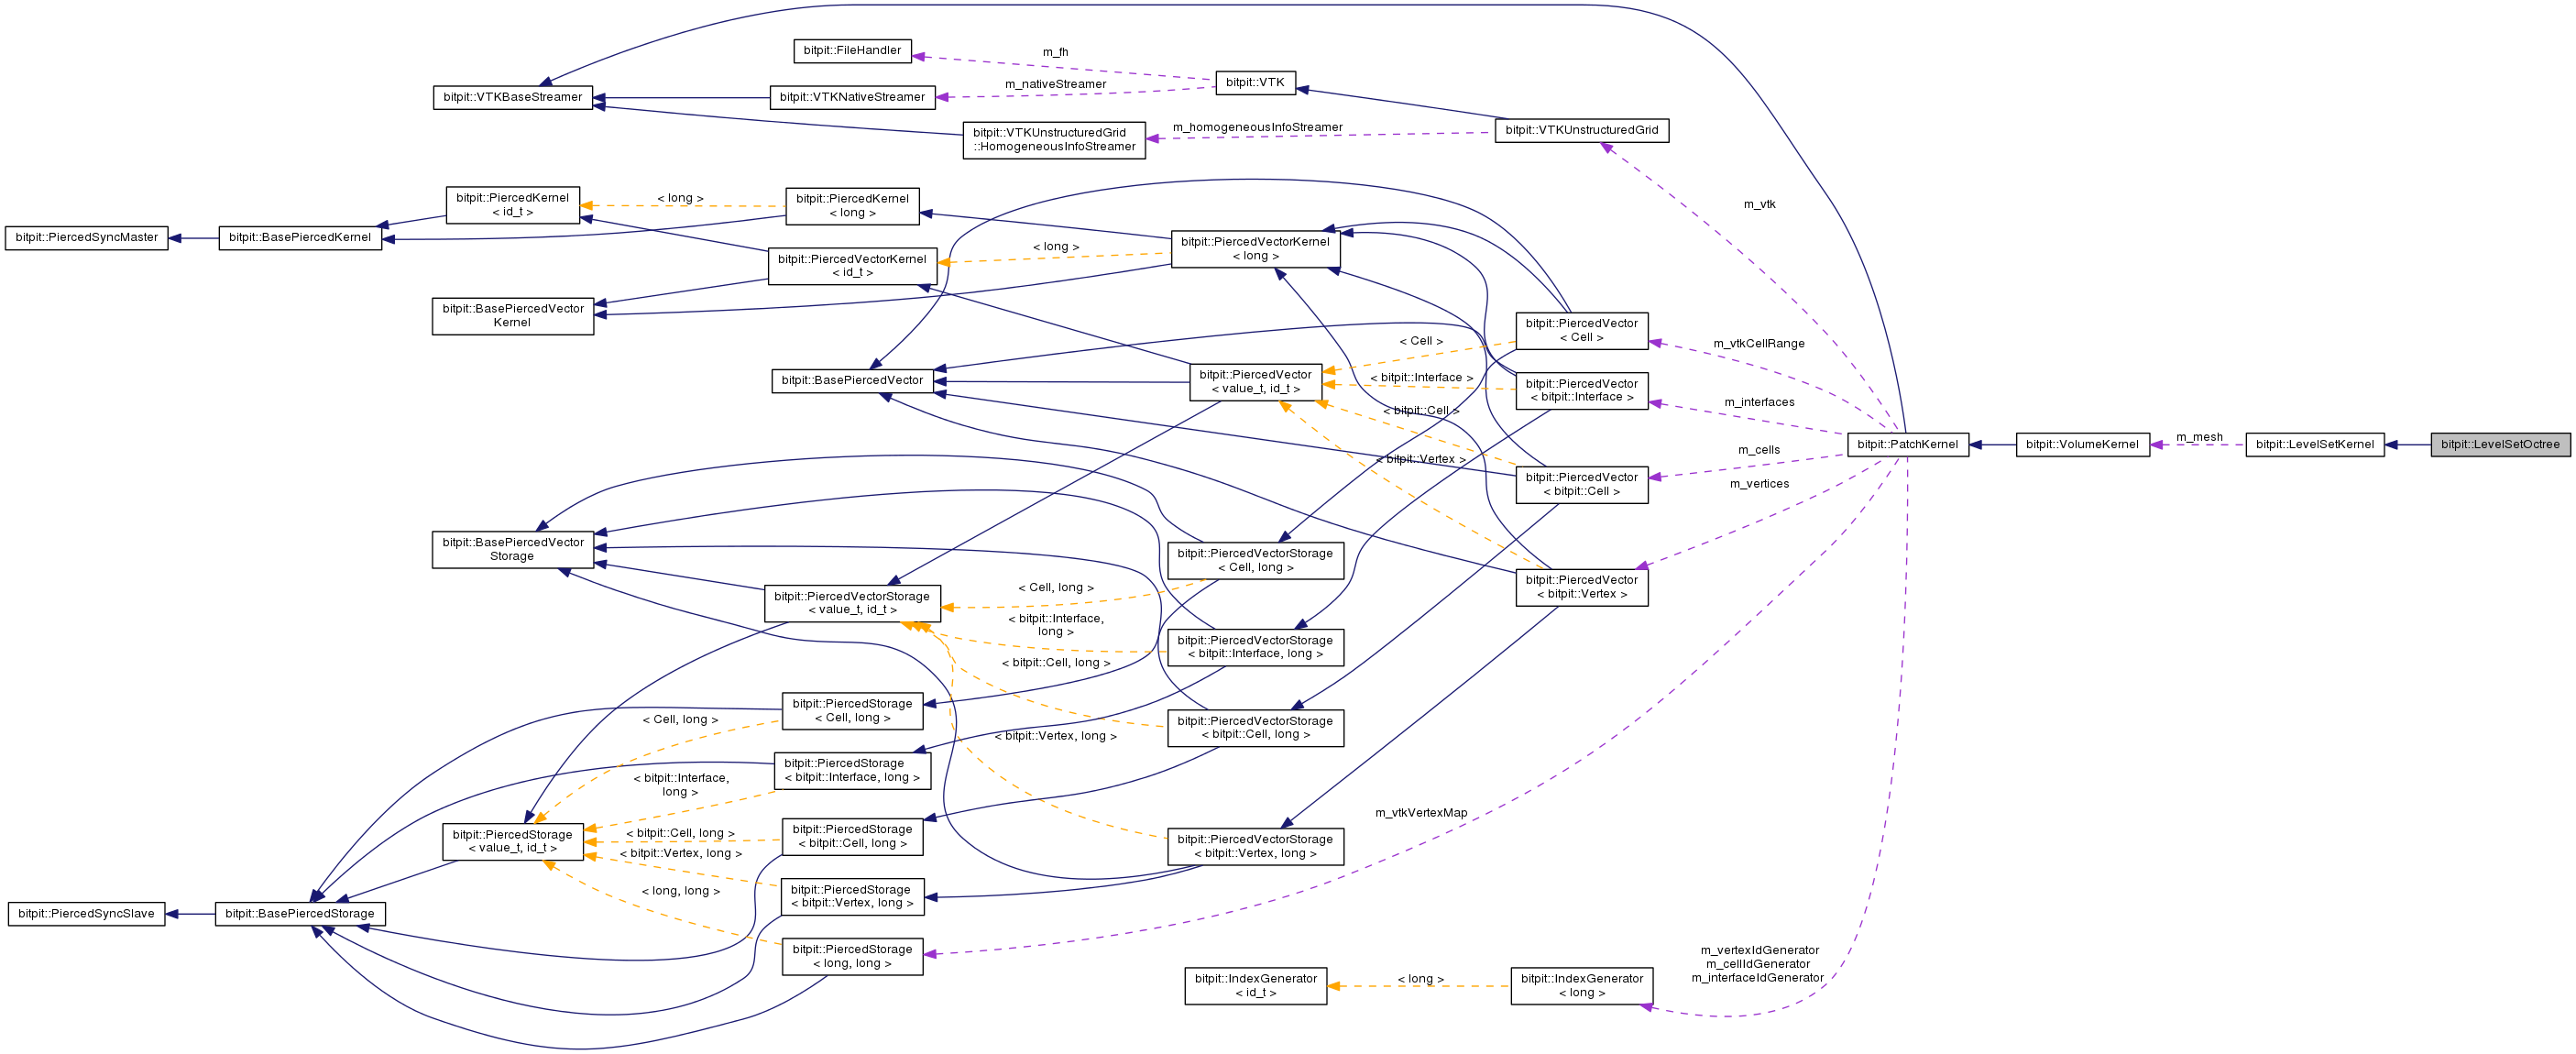 bitpit::FileHandler
m_fh
bitpit::VTK
bitpit::VTKBaseStreamer
bitpit::VTKNativeStreamer
m_nativeStreamer
bitpit::VTKUnstructuredGrid
::HomogeneousInfoStreamer
m_homogeneousInfoStreamer
bitpit::VTKUnstructuredGrid
m_vtk
bitpit::PiercedKernel
< id_t >
< long >
bitpit::PiercedKernel
< long >
bitpit::PiercedSyncMaster
bitpit::BasePiercedKernel
bitpit::PiercedVectorKernel
< id_t >
< long >
bitpit::PiercedVectorKernel
< long >
bitpit::BasePiercedVector
Kernel
bitpit::PiercedVector
< Cell >
m_vtkCellRange
< Cell >
bitpit::BasePiercedVector
bitpit::PiercedVector
< value_t, id_t >
< bitpit::Interface >
bitpit::PiercedVector
< bitpit::Interface >
m_interfaces
< bitpit::Cell >
bitpit::PatchKernel
bitpit::VolumeKernel
m_mesh
bitpit::LevelSetKernel
bitpit::LevelSetOctree
< bitpit::Vertex >
m_cells
bitpit::PiercedVector
< bitpit::Cell >
m_vertices
bitpit::BasePiercedVector
Storage
bitpit::PiercedVectorStorage
< Cell, long >
bitpit::PiercedVector
< bitpit::Vertex >
bitpit::PiercedVectorStorage
< value_t, id_t >
< Cell, long >
< bitpit::Interface,
long >
bitpit::PiercedVectorStorage
< bitpit::Interface, long >
< bitpit::Cell, long >
bitpit::PiercedStorage
< Cell, long >
< Cell, long >
bitpit::PiercedVectorStorage
< bitpit::Cell, long >
< bitpit::Vertex, long >
bitpit::PiercedStorage
< bitpit::Interface, long >
< bitpit::Interface,
long >
m_vtkVertexMap
bitpit::PiercedStorage
< value_t, id_t >
< bitpit::Cell, long >
bitpit::PiercedStorage
< bitpit::Cell, long >
bitpit::PiercedVectorStorage
< bitpit::Vertex, long >
< bitpit::Vertex, long >
bitpit::PiercedStorage
< bitpit::Vertex, long >
< long, long >
bitpit::PiercedSyncSlave
bitpit::BasePiercedStorage
bitpit::PiercedStorage
< long, long >
m_vertexIdGenerator
m_cellIdGenerator
m_interfaceIdGenerator
bitpit::IndexGenerator
< id_t >
< long >
bitpit::IndexGenerator
< long >